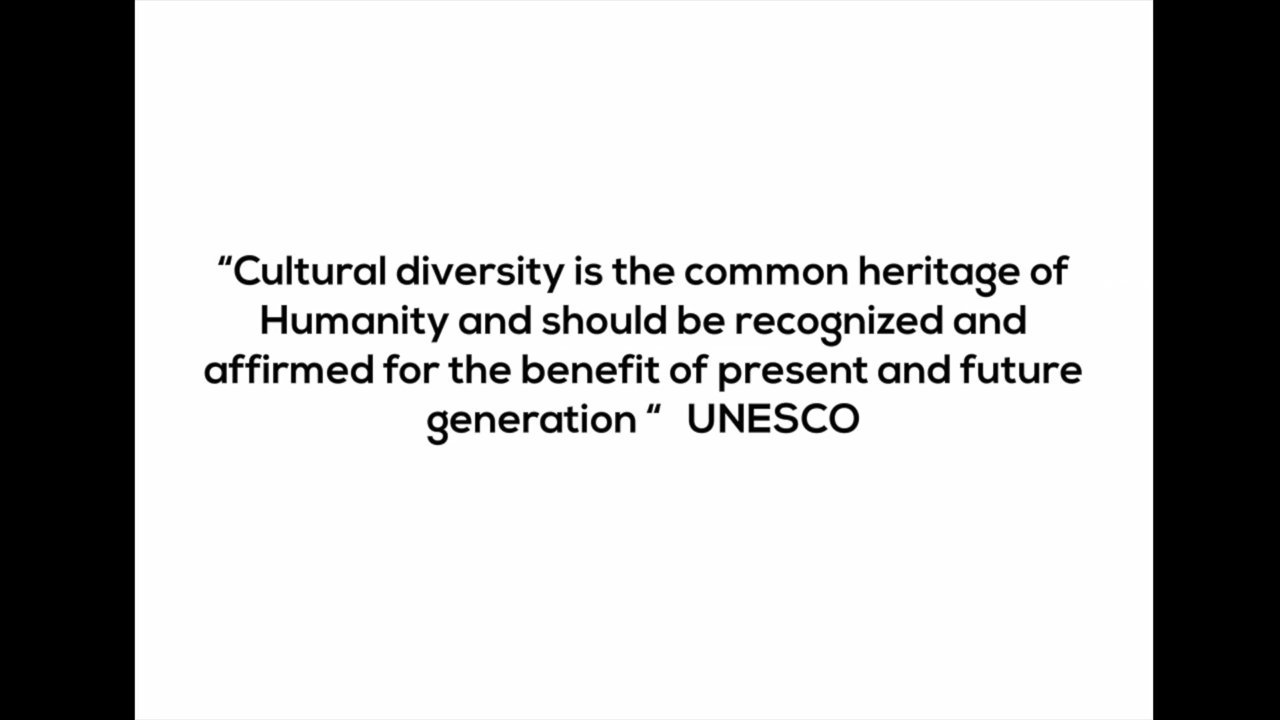 “Cultural diversity is the common heritage of
Humanity and should be recognized and
affirmed for the benefit of present and future
generation “ UNESCO